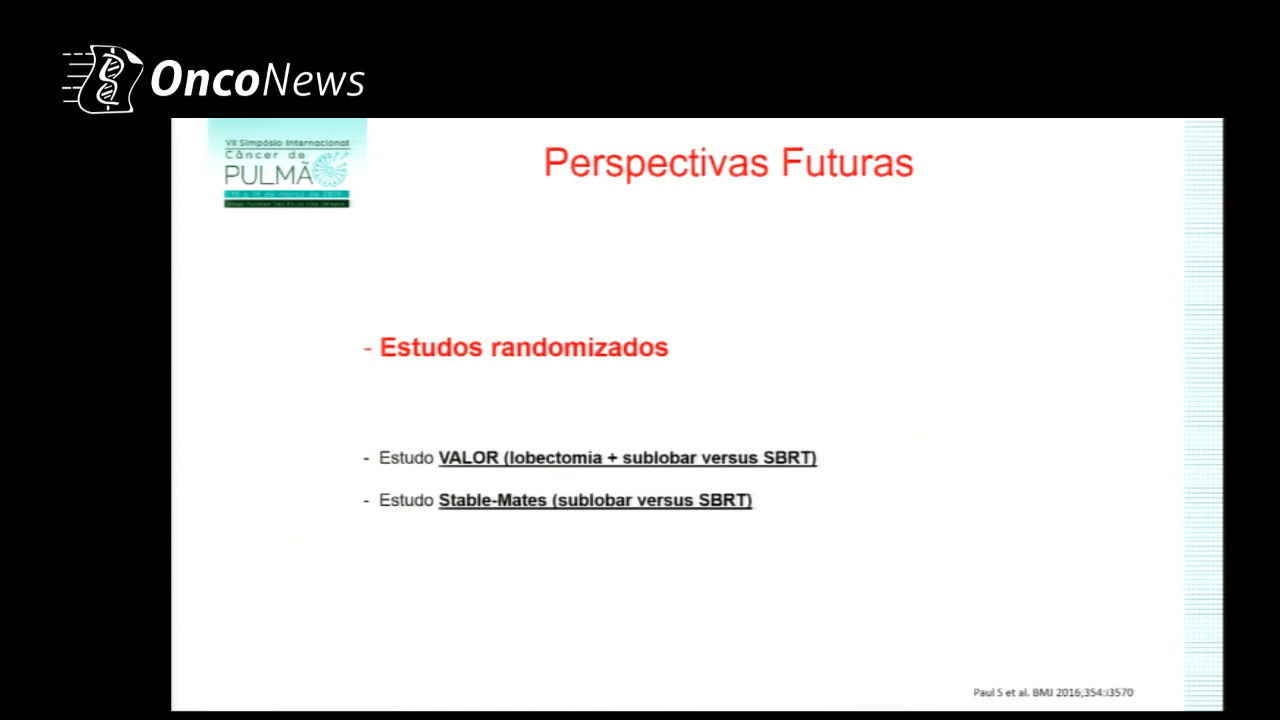 OncoNews
VII Simpósio Internacional
Câncer de
PULMÃO
Perspectivas Futuras
- Estudos randomizados
- Estudo VALOR (lobectomia + sublobar versus SBRT)
- Estudo Stable-Mates (sublobar versus SBRT)
Paul S et al. BMJ 2016;354:i3570